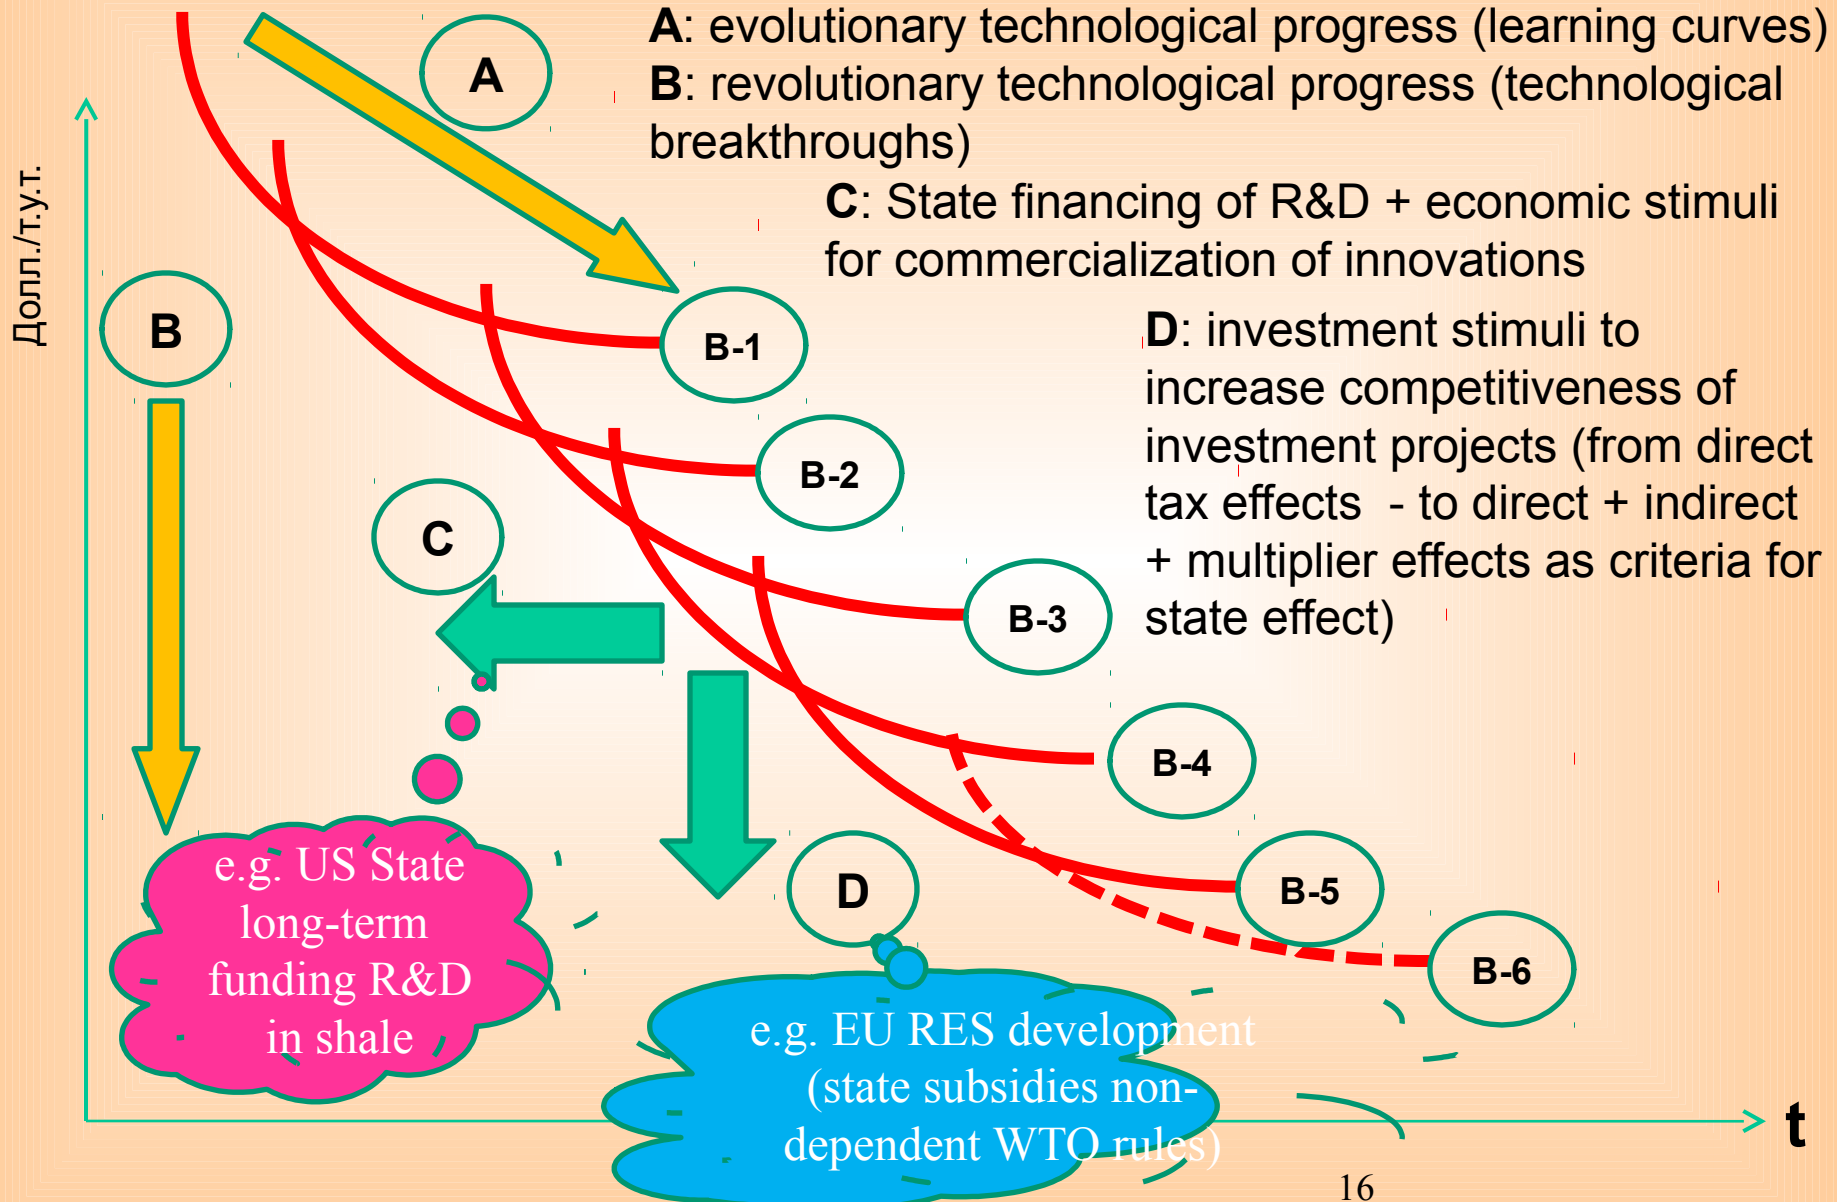 A: evolutionary technological progress (learning curves)
B: revolutionary technological progress (technological
breakthroughs)
C: State financing of R&D + economic stimuli
for commercialization of innovations
D: investment stimuli to
increase competitiveness of
investment projects (from direct
tax effects - to direct + indirect
+ multiplier effects as criteria for
state effect)
Допл./т.у.т.
A
B
B-1
B-2
C
B-3
B-4
D
B-5
B-6
e.g. US State
long-term
funding R&D
in shale
e.g. EU RES development
(state subsidies non-
dependent WTO rules)
t
16